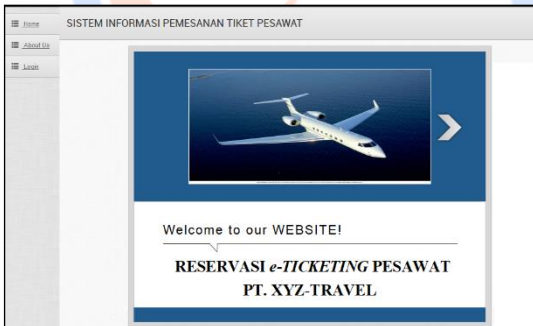 Home
About Us
Login
SISTEM INFORMASI PEMESANAN TIKET PESAWAT
Welcome to our WEBSITE!
RESERVASI e-TICKETING PESAWAT
PT. XYZ-TRAVEL